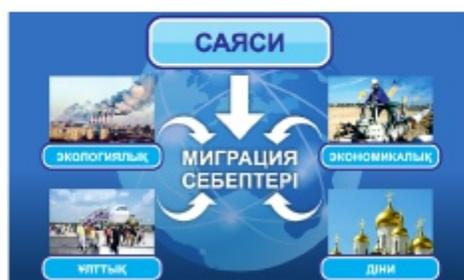 САЯСИ
ЭКОЛОГИЯЛЫҚ
МИГРАЦИЯ
СЕБЕПТЕРІ
ЭКОНОМИКАЛЫҚ
ҰЛТТЫҚ
ДІНИ